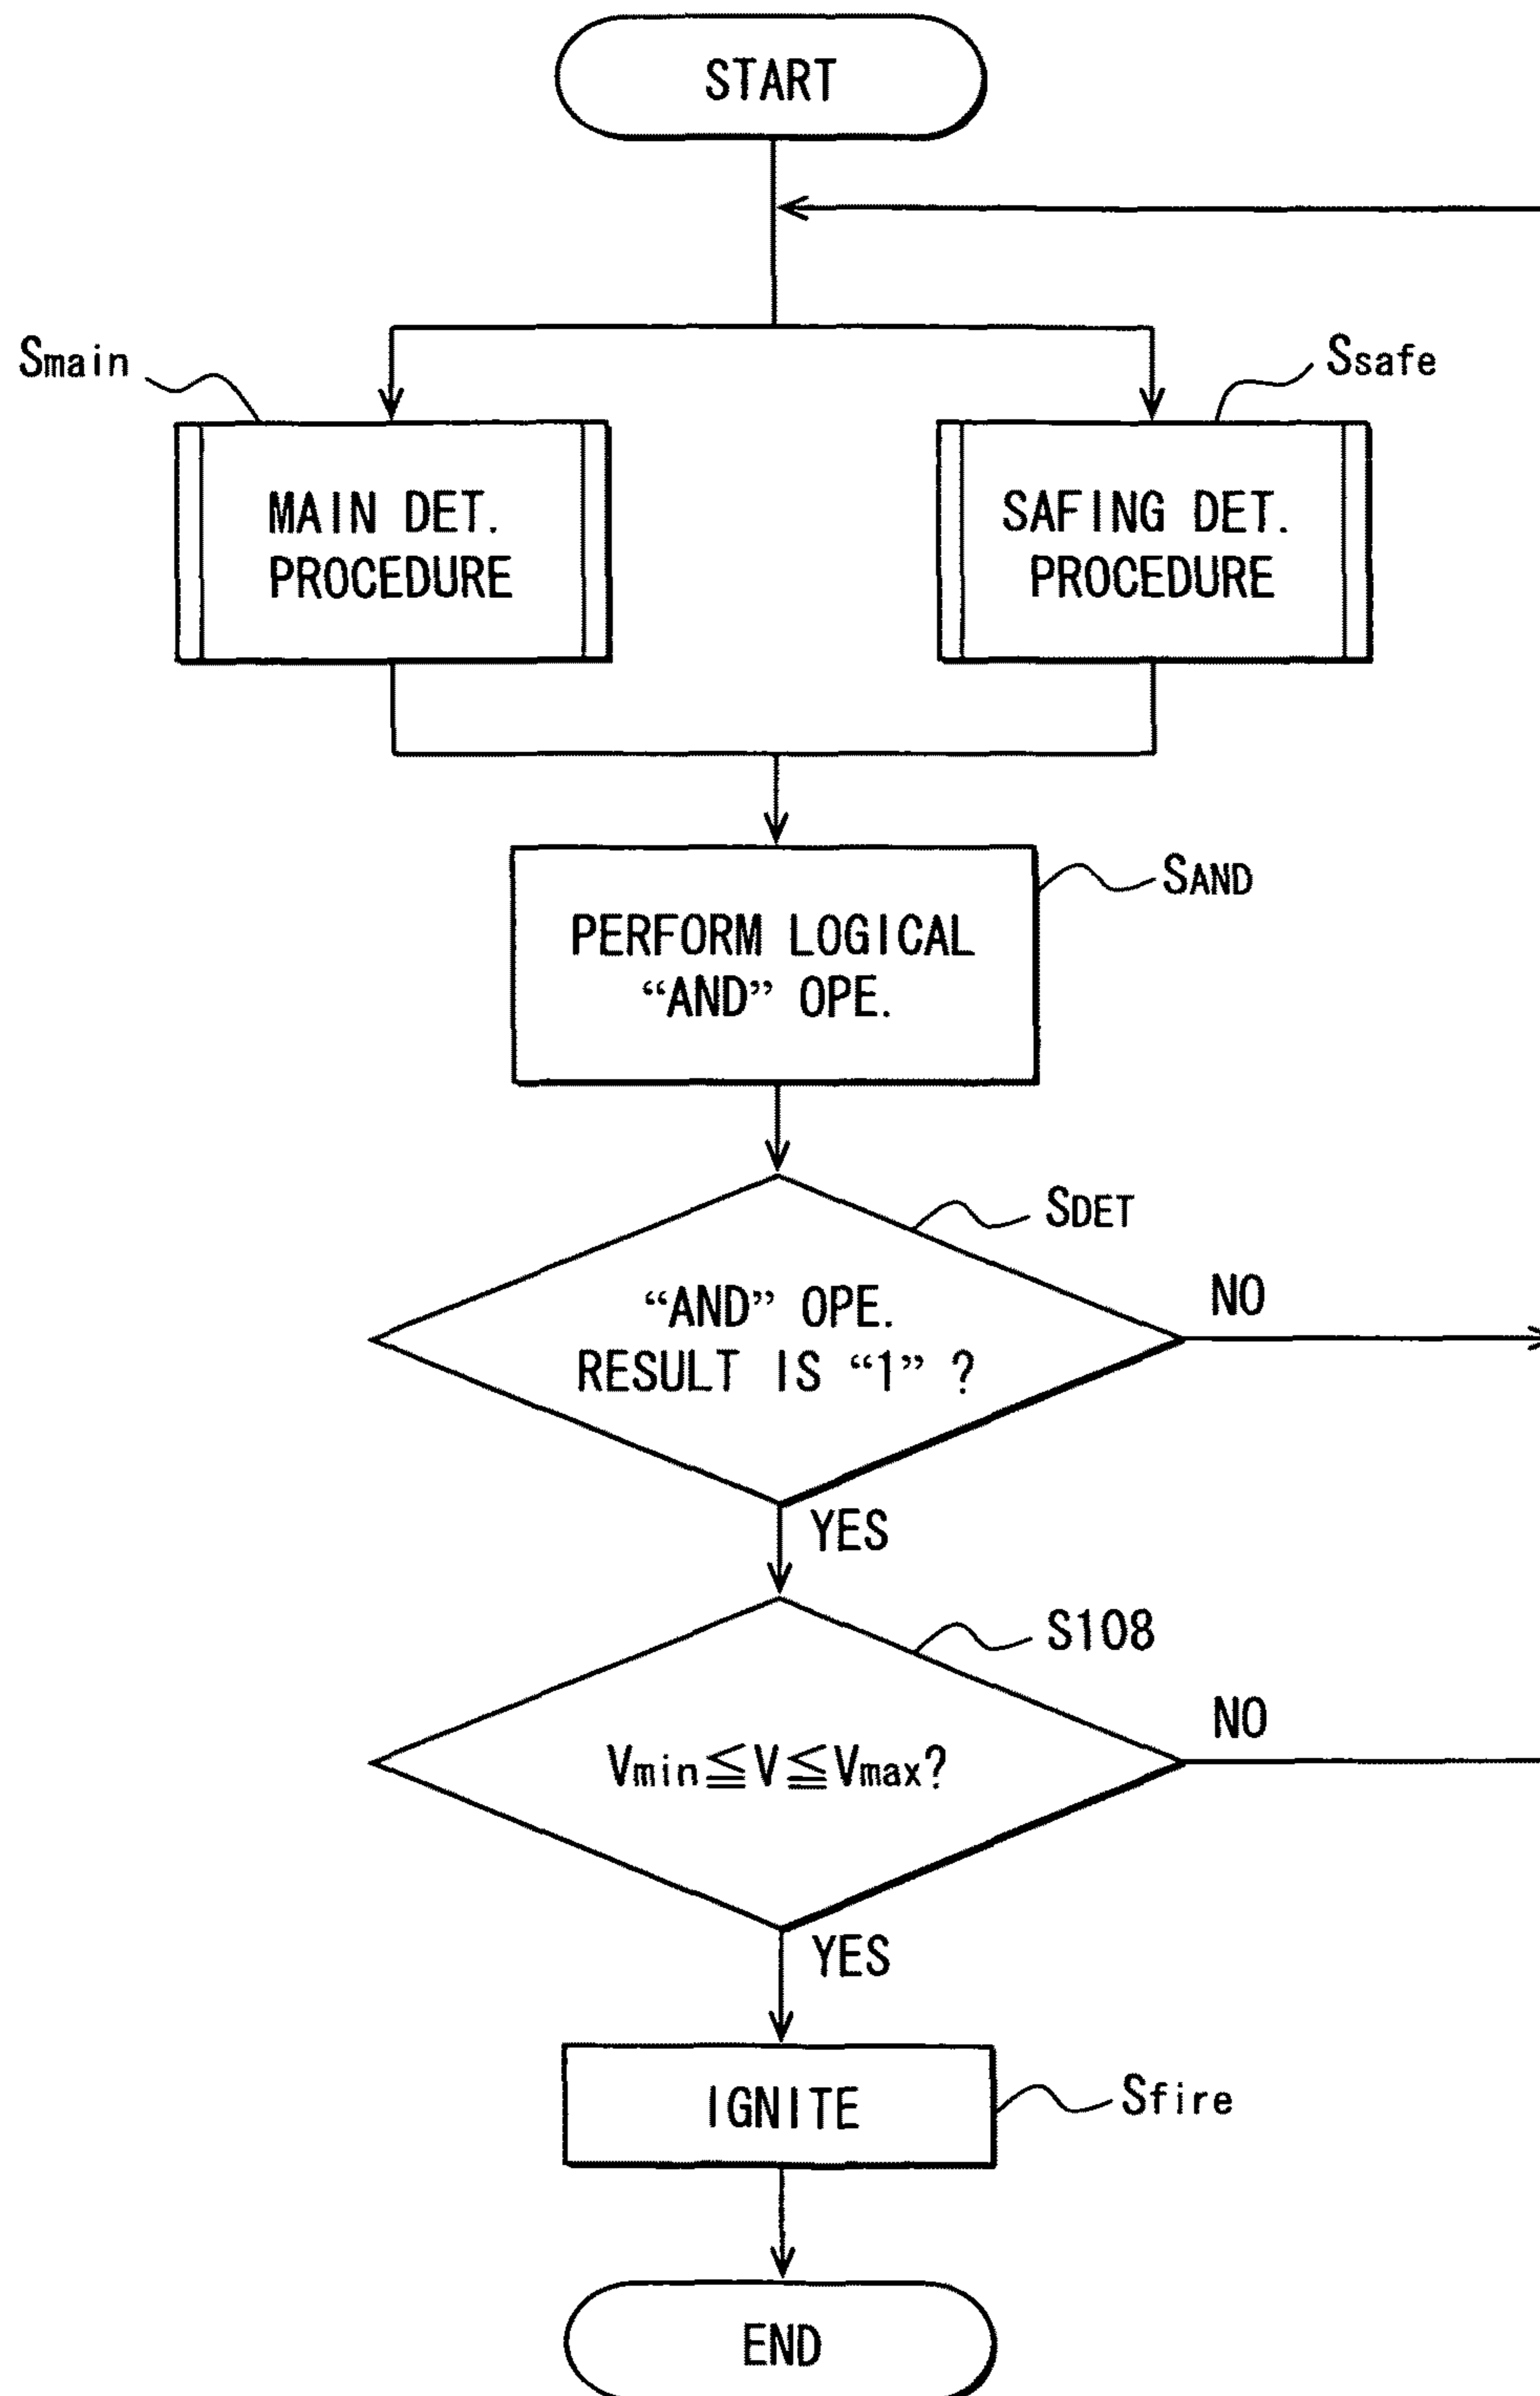 START
Smain
Ssafe
MAIN DET.
PROCEDURE
SAFING DET.
PROCEDURE
SAND
PERFORM LOGICAL
“AND” OPE.
SDET
NO
“AND” OPE.
RESULT IS “1” ?
YES
S108
NO
Vmin≦V≦Vmax?
YES
IGNITE
Sfire
END